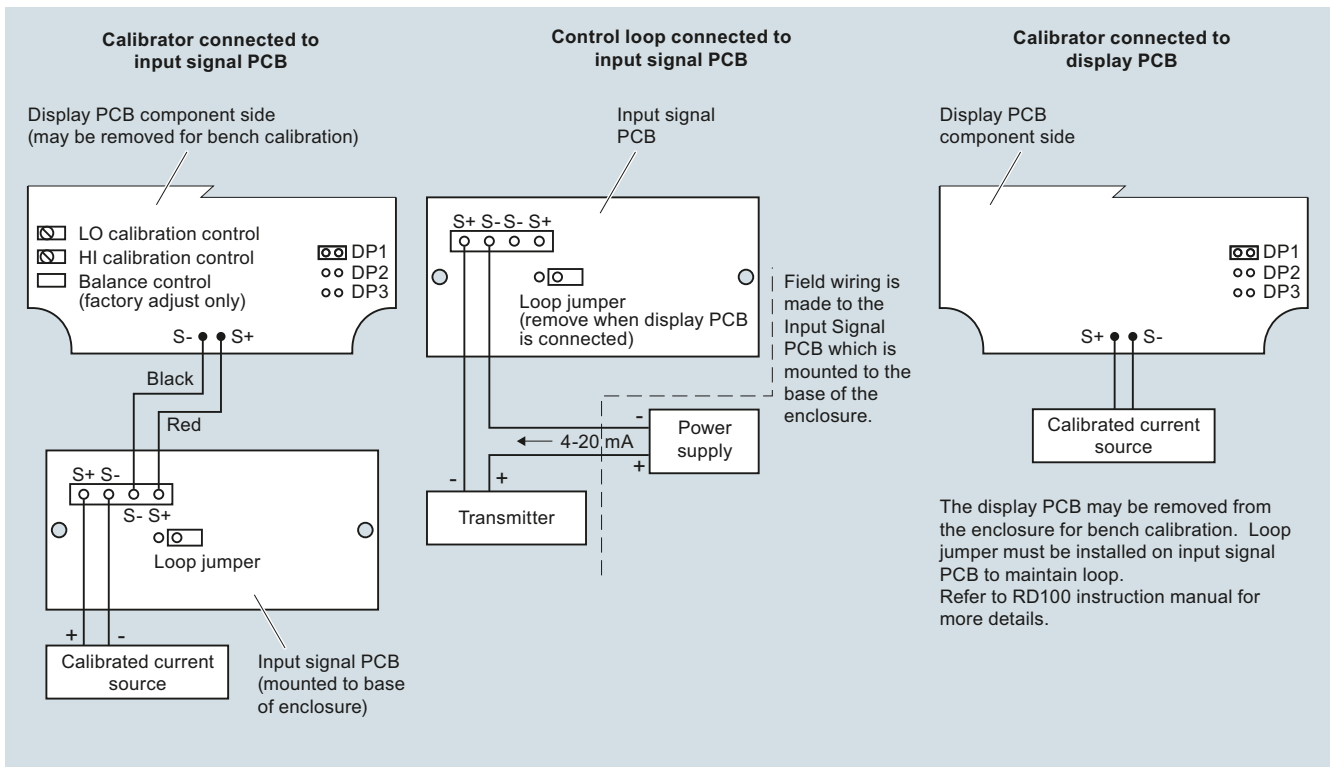 Calibrator connected to
input signal PCB
Display PCB component side
(may be removed for bench calibration)
LO calibration control
HI calibration control
Balance control
(factory adjust only)
DP1
DP2
DP3
S- S+
Black
Red
S+ S-
S- S+
Loop jumper
+ -
Calibrated current
source
Input signal PCB
(mounted to base
of enclosure)
Control loop connected to
input signal PCB
Input signal
PCB
S+ S- S- S+
Loop jumper
(remove when display PCB
is connected)
Field wiring is
made to the
Input Signal
PCB which is
mounted to the
base of the
enclosure.
-
4-20 mA
+
Power
supply
- +
Transmitter
Calibrator connected to
display PCB
Display PCB
component side
DP1
DP2
DP3
S+ S-
Calibrated current
source
The display PCB may be removed from
the enclosure for bench calibration. Loop
jumper must be installed on input signal
PCB to maintain loop.
Refer to RD100 instruction manual for
more details.